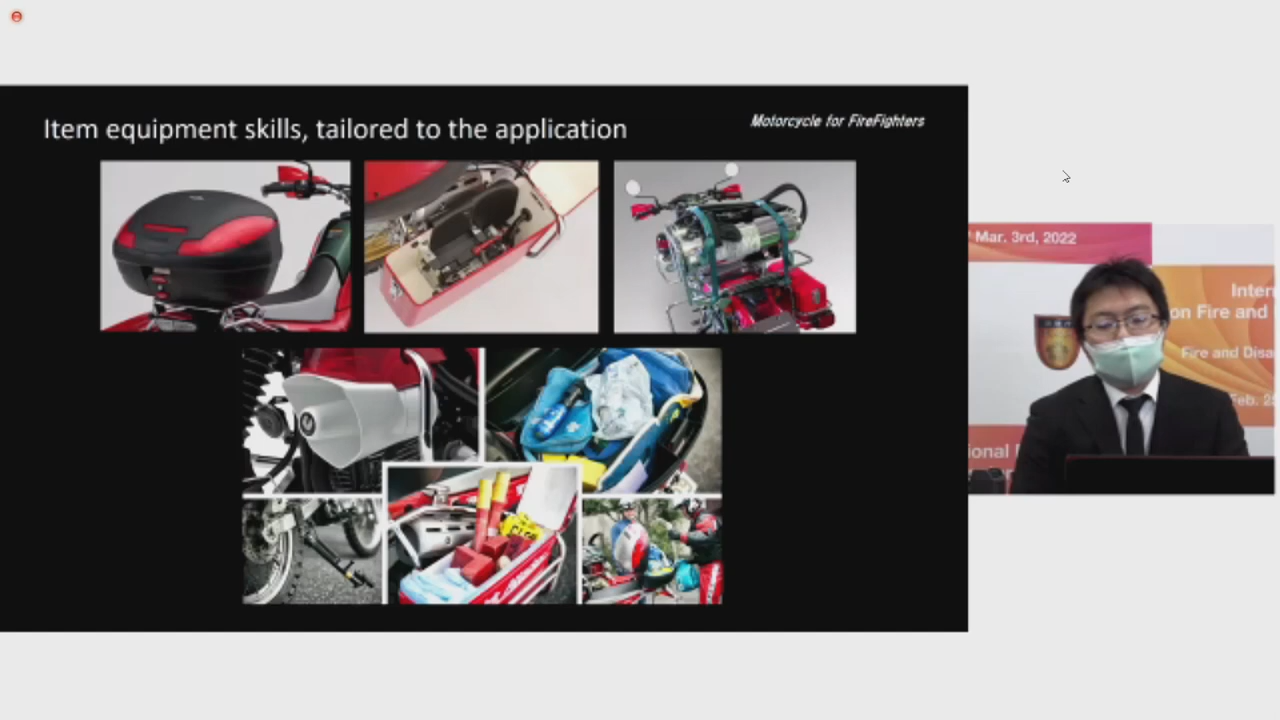 Item equipment skills, tailored to the application
Motorcycle for FireFighters
Mar. 3rd, 2022
Inter
on Fire and
Fire and Disa
Feb. 25
ional